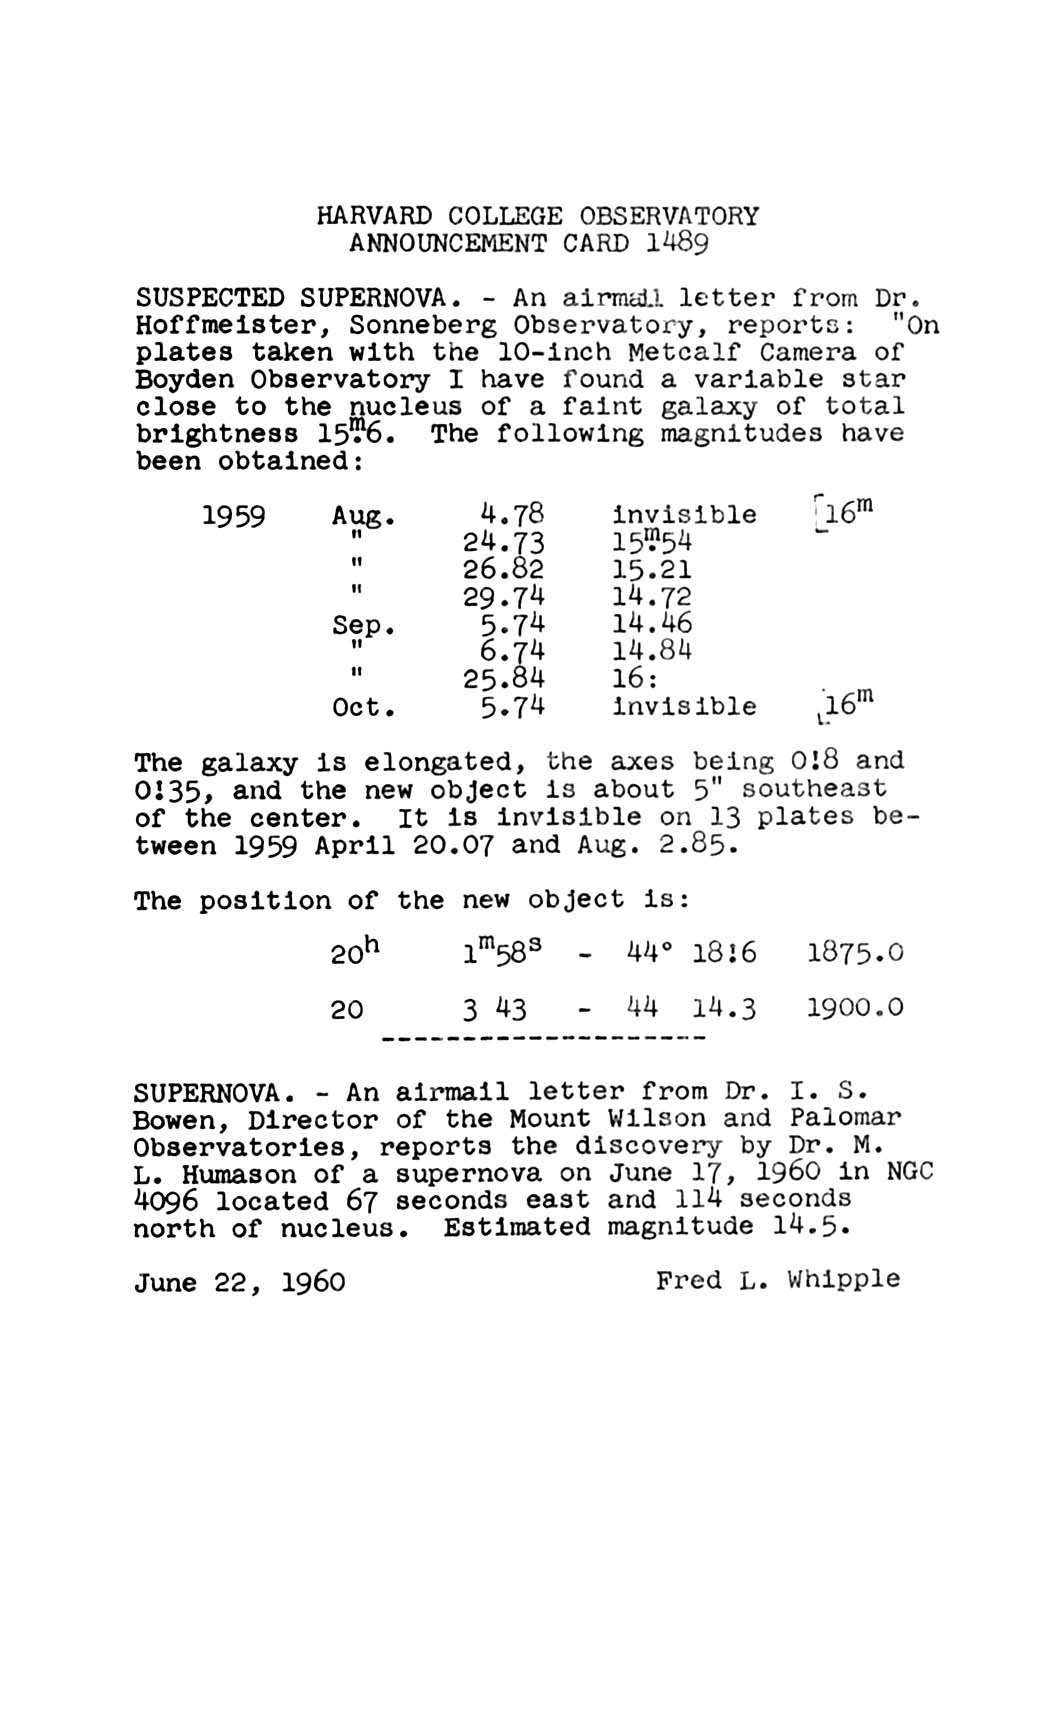 HARVARD COLLEGE OBSERVATORY
ANNOUNCEMENT CARD 1489
SUSPECTED SUPERNOVA. - An airmail letter from Dr.
Hoffmeister, Sonneberg Observatory, reports: "On
plates taken with the 10-inch Metcalf Camera of
Boyden Observatory I have found a variable star
close to the nucleus of a faint galaxy of total
brightness 15ᵐ.6. The following magnitudes have
been obtained:
1959 Aug. 4.78 invisible [16ᵐ
" 24.73 15ᵐ.54
" 26.82 15.21
" 29.74 14.72
Sep. 5.74 14.46
" 6.74 14.84
" 25.84 16:
Oct. 5.74 invisible [16ᵐ
The galaxy is elongated, the axes being 0!8 and
0!35, and the new object is about 5" southeast
of the center. It is invisible on 13 plates be-
tween 1959 April 20.07 and Aug. 2.85.
The position of the new object is:
20ʰ 1ᵐ58ˢ - 44° 18!6 1875.0
20 3 43 - 44 14.3 1900.0
--------------------
SUPERNOVA. - An airmail letter from Dr. I. S.
Bowen, Director of the Mount Wilson and Palomar
Observatories, reports the discovery by Dr. M.
L. Humason of a supernova on June 17, 1960 in NGC
4096 located 67 seconds east and 114 seconds
north of nucleus. Estimated magnitude 14.5.
June 22, 1960 Fred L. Whipple